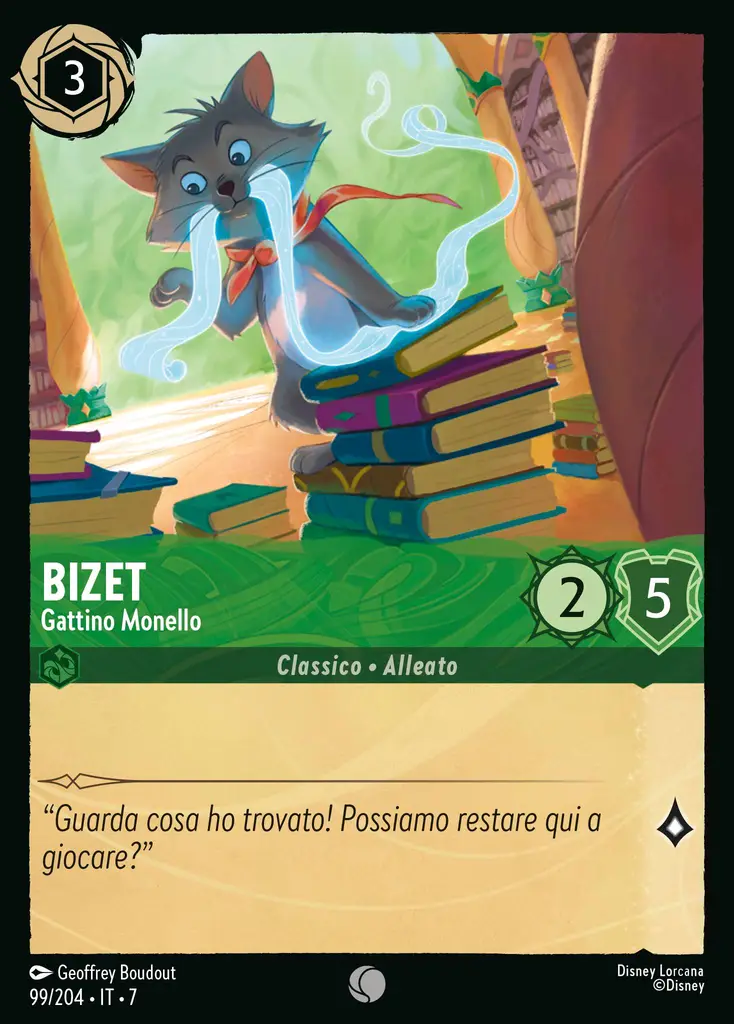 3
BIZET
Gattino Monello
2
5
Classico • Alleato
“Guarda cosa ho trovato! Possiamo restare qui a
giocare?”
Geoffrey Boudout
99/204 • IT • 7
Disney Lorcana
©Disney